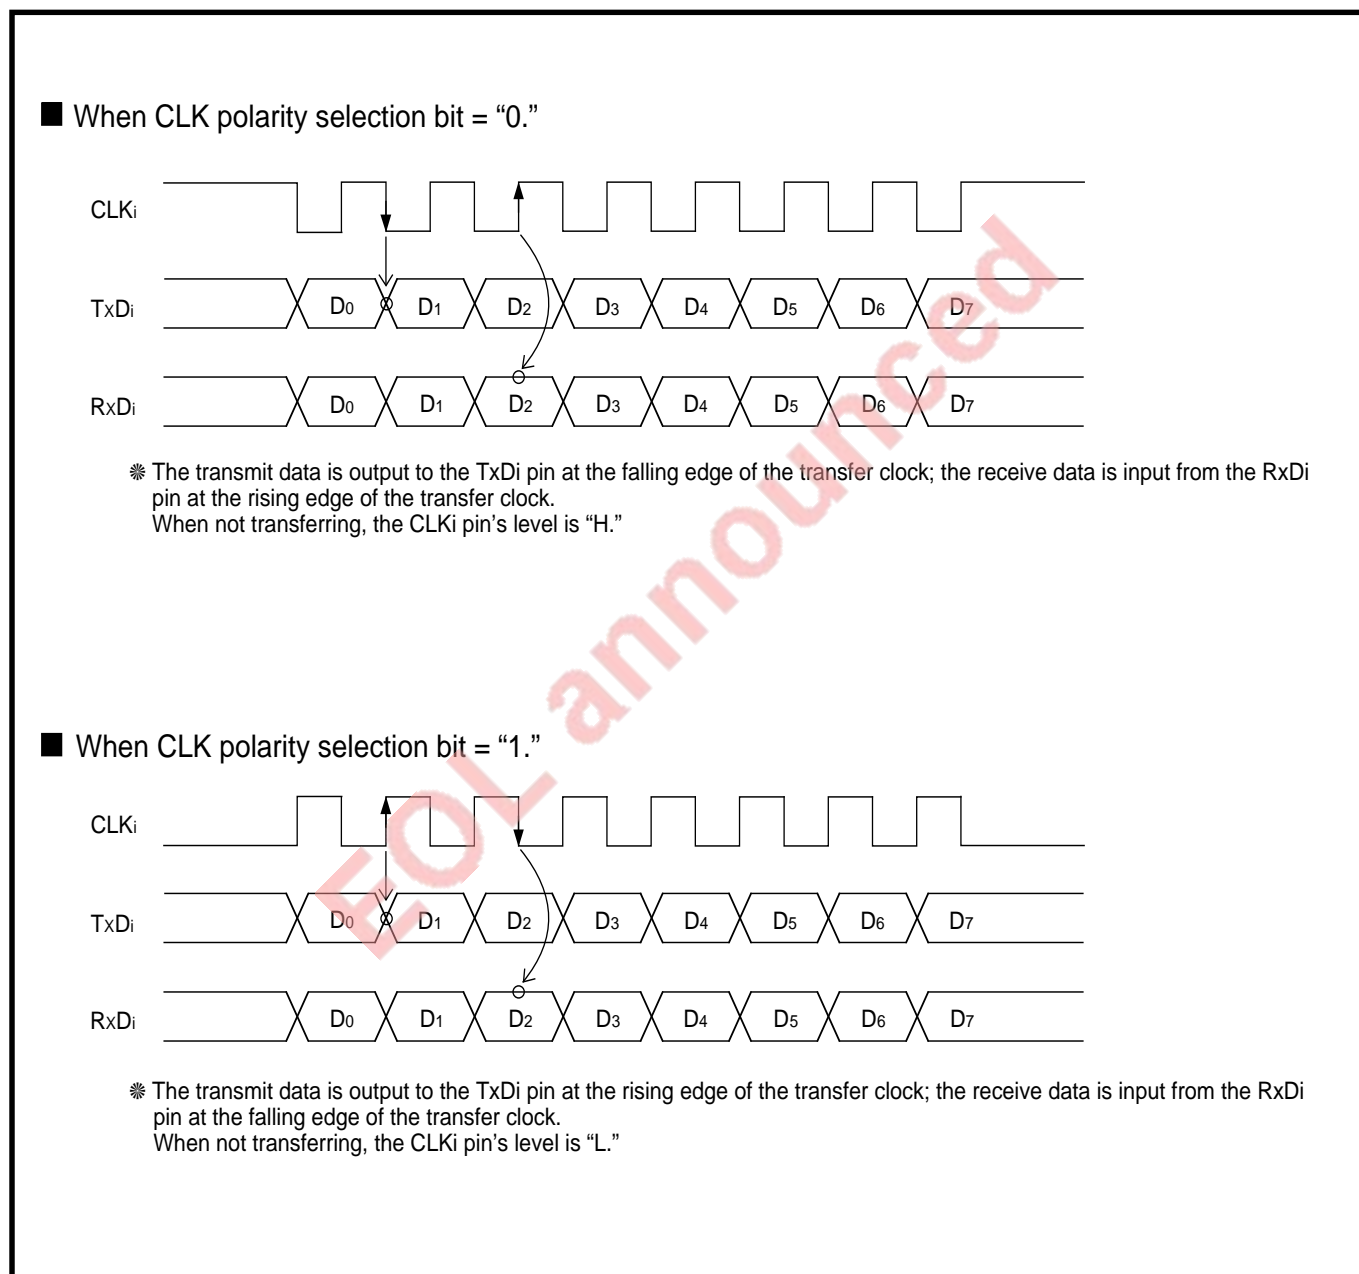 ■ When CLK polarity selection bit = “0.”
CLKi
TxDi
D0 D1 D2 D3 D4 D5 D6 D7
RxDi
D0 D1 D2 D3 D4 D5 D6 D7
❋ The transmit data is output to the TxDi pin at the falling edge of the transfer clock; the receive data is input from the RxDi
pin at the rising edge of the transfer clock.
When not transferring, the CLKi pin’s level is “H.”
■ When CLK polarity selection bit = “1.”
CLKi
TxDi
D0 D1 D2 D3 D4 D5 D6 D7
RxDi
D0 D1 D2 D3 D4 D5 D6 D7
❋ The transmit data is output to the TxDi pin at the rising edge of the transfer clock; the receive data is input from the RxDi
pin at the falling edge of the transfer clock.
When not transferring, the CLKi pin’s level is “L.”
EOL announced